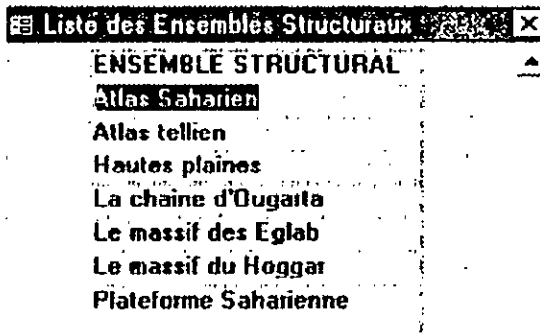 Liste des Ensembles Structuraux
ENSEMBLE STRUCTURAL
Atlas Saharien
Atlas tellien
Hautes plaines
La chaine d'Ougarta
Le massif des Eglab
Le massif du Hoggar
Plateforme Saharienne